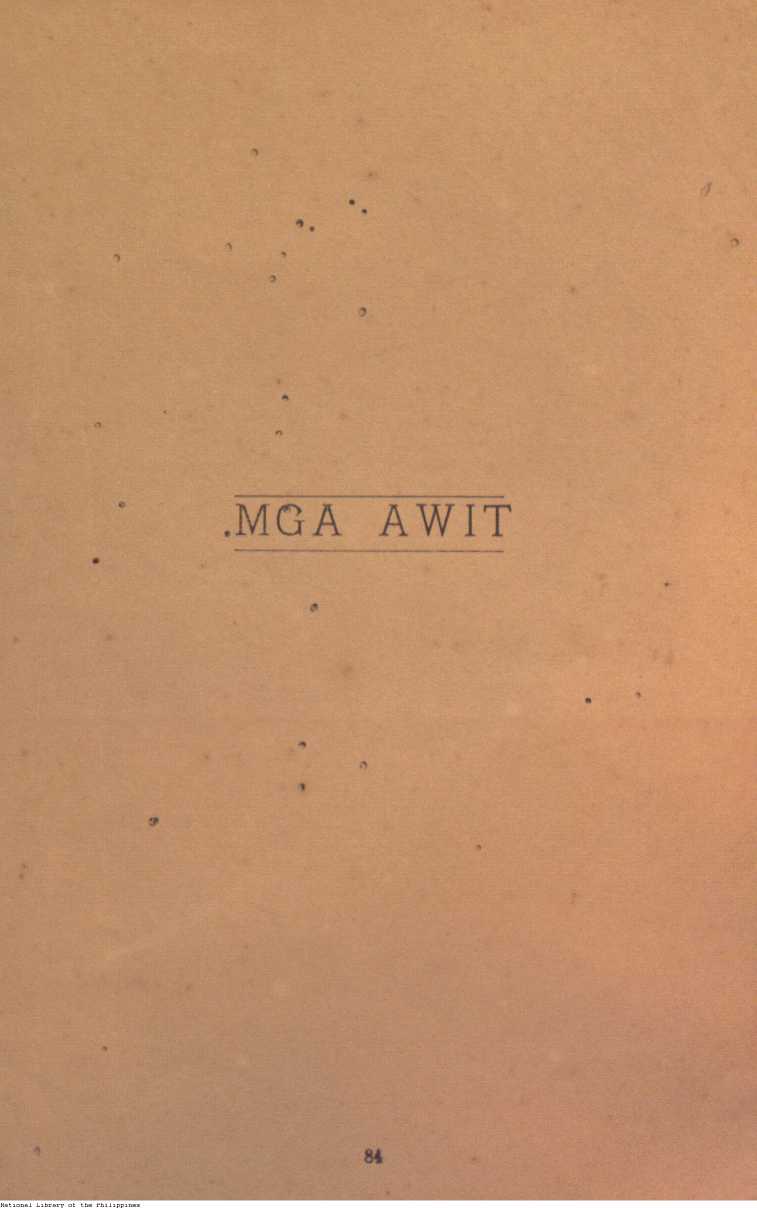 MGA AWIT
84
National Library of the Philippines